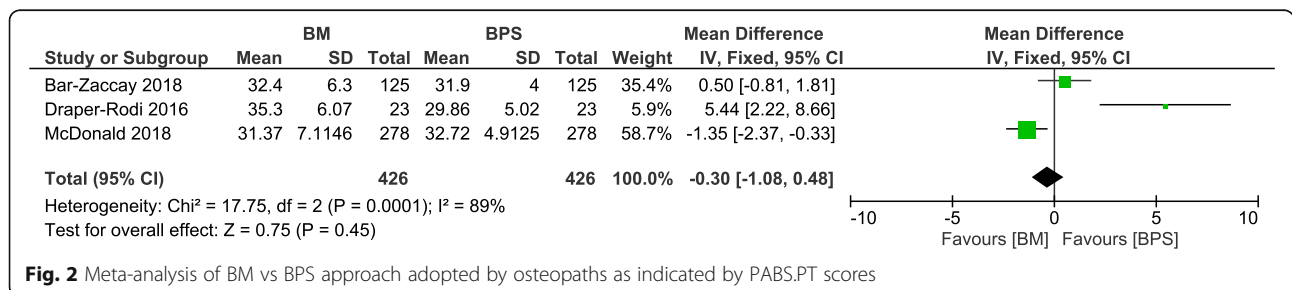 BM BPS Mean Difference Mean Difference
Study or Subgroup Mean SD Total Mean SD Total Weight IV, Fixed, 95% CI IV, Fixed, 95% CI
Bar-Zaccay 2018 32.4 6.3 125 31.9 4 125 35.4% 0.50 [-0.81, 1.81]
Draper-Rodi 2016 35.3 6.07 23 29.86 5.02 23 5.9% 5.44 [2.22, 8.66]
McDonald 2018 31.37 7.1146 278 32.72 4.9125 278 58.7% -1.35 [-2.37, -0.33]
Total (95% CI) 426 426 100.0% -0.30 [-1.08, 0.48]
Heterogeneity: Chi² = 17.75, df = 2 (P = 0.0001); I² = 89%
Test for overall effect: Z = 0.75 (P = 0.45)
-10 -5 0 5 10
Favours [BM] Favours [BPS]
Fig. 2 Meta-analysis of BM vs BPS approach adopted by osteopaths as indicated by PABS.PT scores